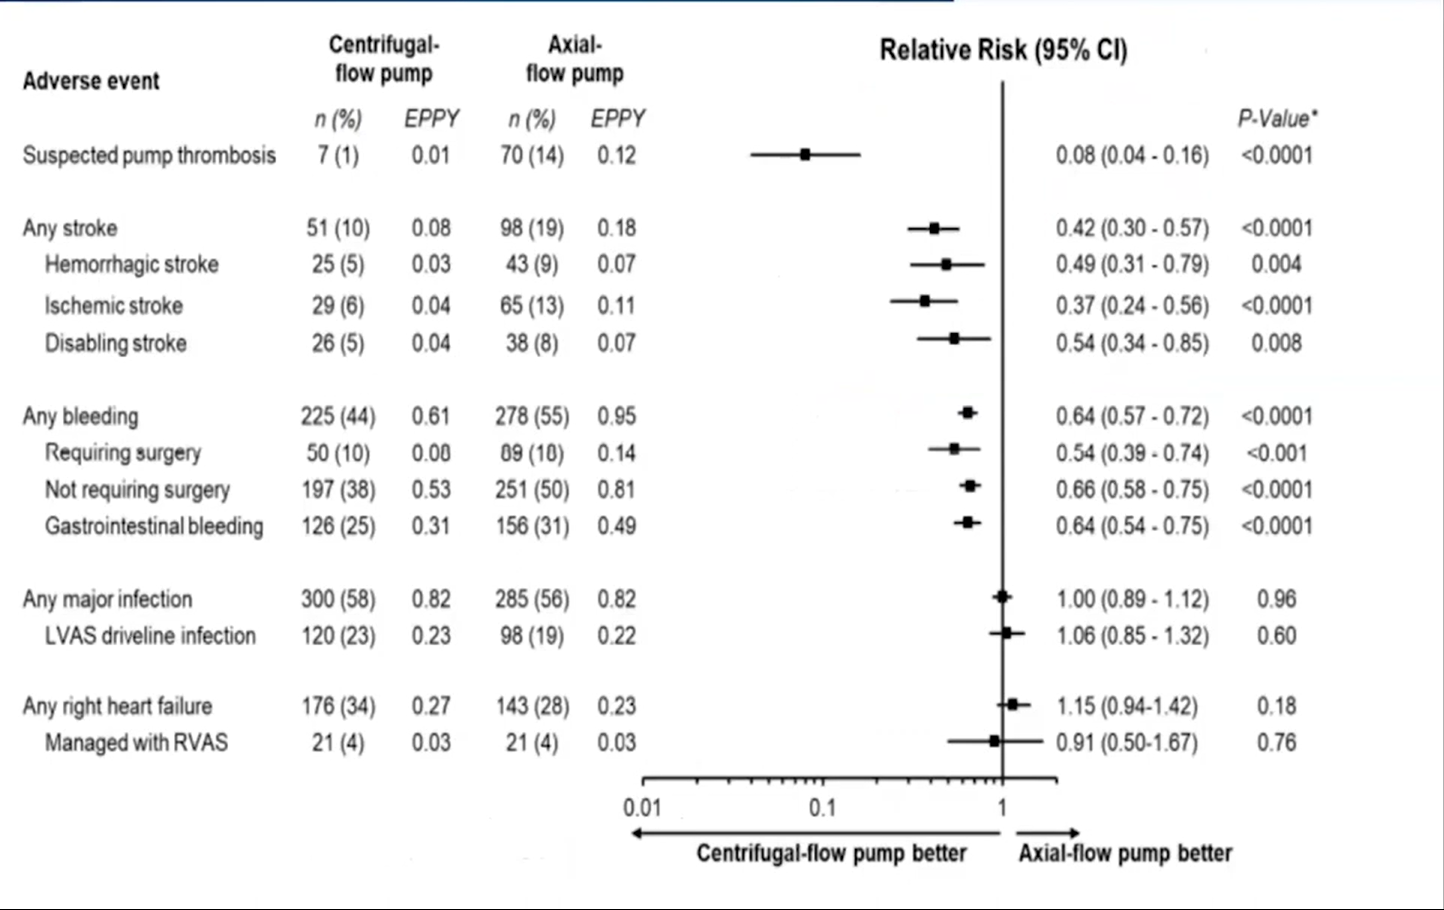 Centrifugal-flow pump Axial-flow pump Relative Risk (95% CI)
Adverse event
n (%) EPPY n (%) EPPY P-Value*
Suspected pump thrombosis 7 (1) 0.01 70 (14) 0.12 0.08 (0.04 - 0.16) <0.0001
Any stroke 51 (10) 0.08 98 (19) 0.18 0.42 (0.30 - 0.57) <0.0001
Hemorrhagic stroke 25 (5) 0.03 43 (9) 0.07 0.49 (0.31 - 0.79) 0.004
Ischemic stroke 29 (6) 0.04 65 (13) 0.11 0.37 (0.24 - 0.56) <0.0001
Disabling stroke 26 (5) 0.04 38 (8) 0.07 0.54 (0.34 - 0.85) 0.008
Any bleeding 225 (44) 0.61 278 (55) 0.95 0.64 (0.57 - 0.72) <0.0001
Requiring surgery 50 (10) 0.08 89 (18) 0.14 0.54 (0.39 - 0.74) <0.001
Not requiring surgery 197 (38) 0.53 251 (50) 0.81 0.66 (0.58 - 0.75) <0.0001
Gastrointestinal bleeding 126 (25) 0.31 156 (31) 0.49 0.64 (0.54 - 0.75) <0.0001
Any major infection 300 (58) 0.82 285 (56) 0.82 1.00 (0.89 - 1.12) 0.96
LVAS driveline infection 120 (23) 0.23 98 (19) 0.22 1.06 (0.85 - 1.32) 0.60
Any right heart failure 176 (34) 0.27 143 (28) 0.23 1.15 (0.94-1.42) 0.18
Managed with RVAS 21 (4) 0.03 21 (4) 0.03 0.91 (0.50-1.67) 0.76
0.01 0.1 1
Centrifugal-flow pump better Axial-flow pump better